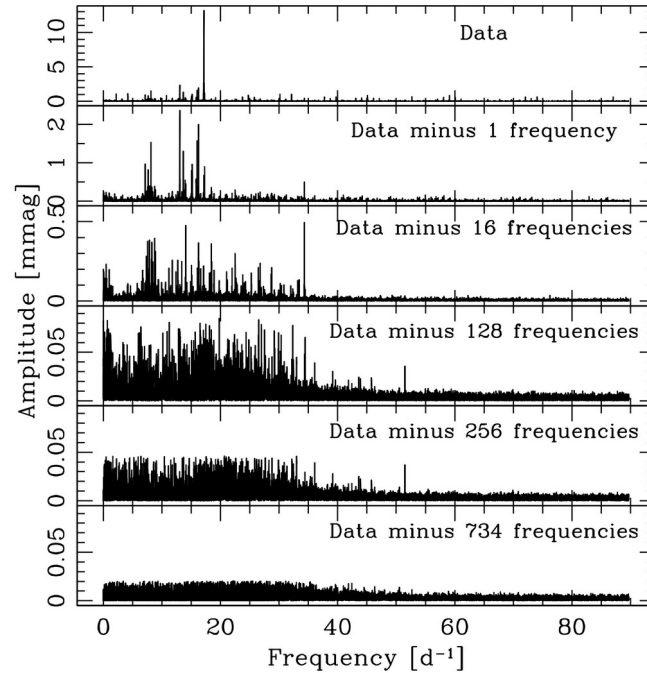 Data
10
5
0
Data minus 1 frequency
2
1
0
Data minus 16 frequencies
0.5
0
Data minus 128 frequencies
0.05
0
Data minus 256 frequencies
0.05
0
Data minus 734 frequencies
0.05
0
Amplitude [mmag]
0 20 40 60 80
Frequency [d⁻¹]